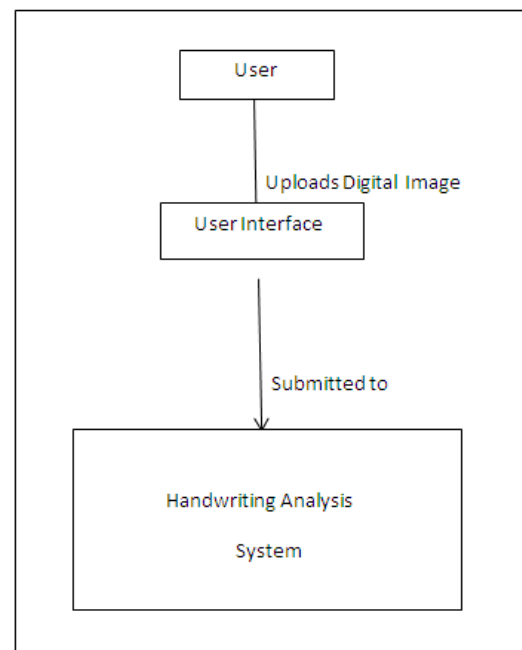 User
Uploads Digital Image
User Interface
Submitted to
Handwriting Analysis
System